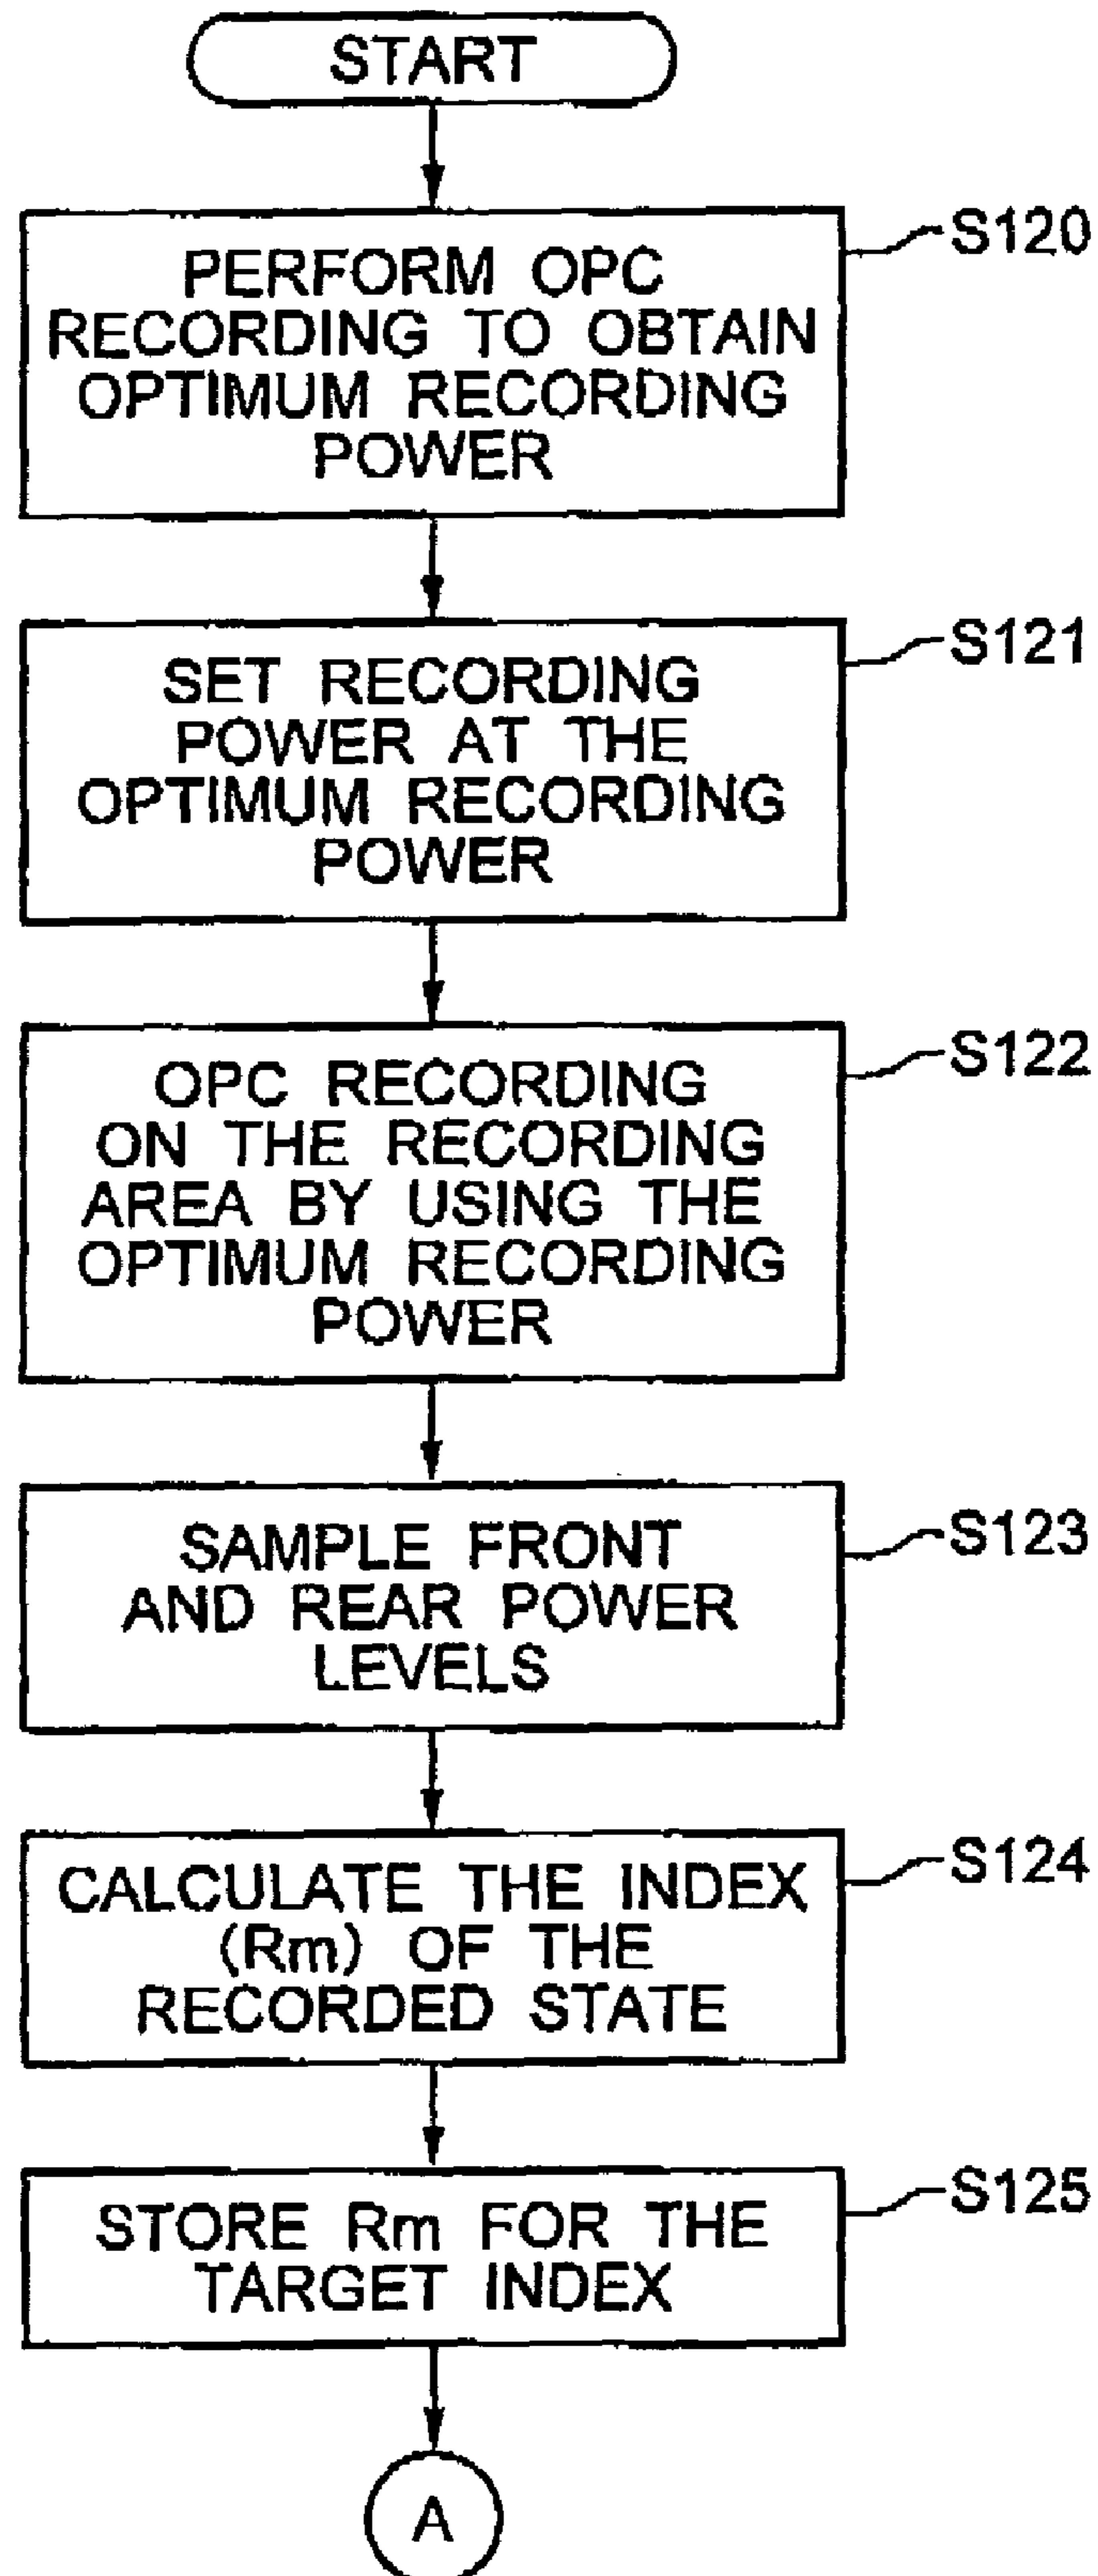 START
PERFORM OPC
RECORDING TO OBTAIN
OPTIMUM RECORDING
POWER
S120
SET RECORDING
POWER AT THE
OPTIMUM RECORDING
POWER
S121
OPC RECORDING
ON THE RECORDING
AREA BY USING THE
OPTIMUM RECORDING
POWER
S122
SAMPLE FRONT
AND REAR POWER
LEVELS
S123
CALCULATE THE INDEX
(Rm) OF THE
RECORDED STATE
S124
STORE Rm FOR THE
TARGET INDEX
S125
A